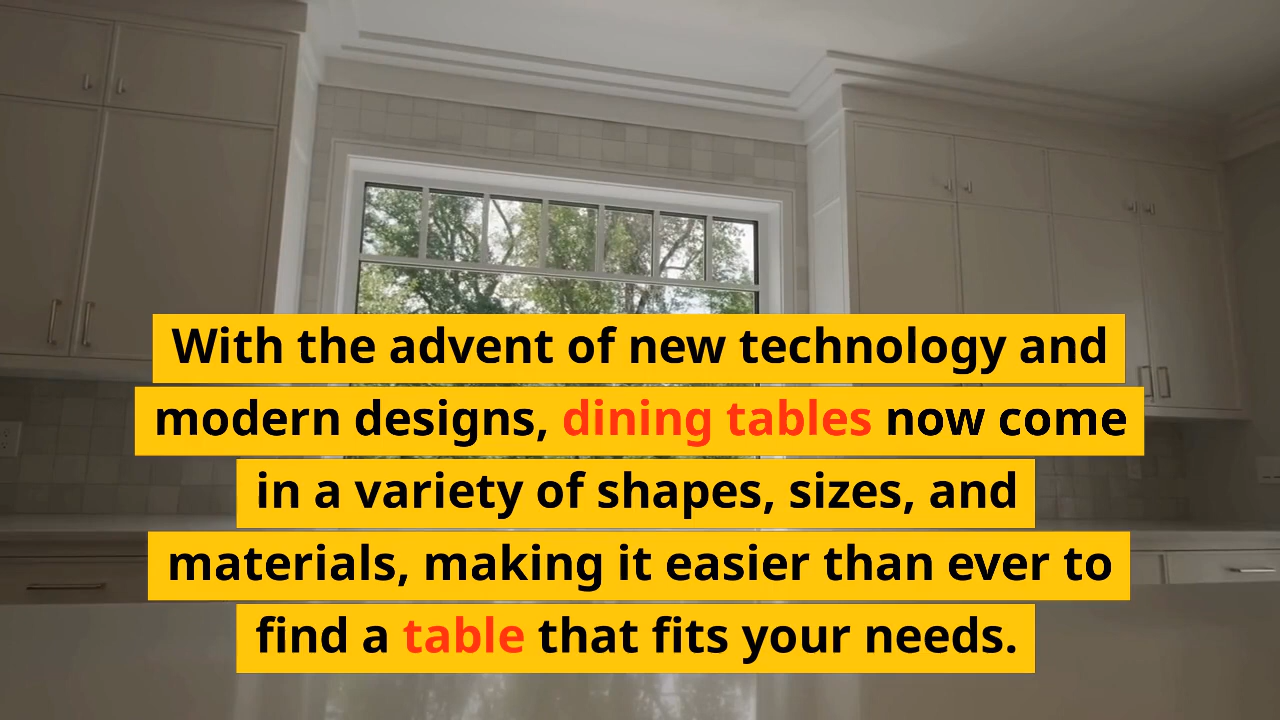 With the advent of new technology and
modern designs, dining tables now come
in a variety of shapes, sizes, and
materials, making it easier than ever to
find a table that fits your needs.